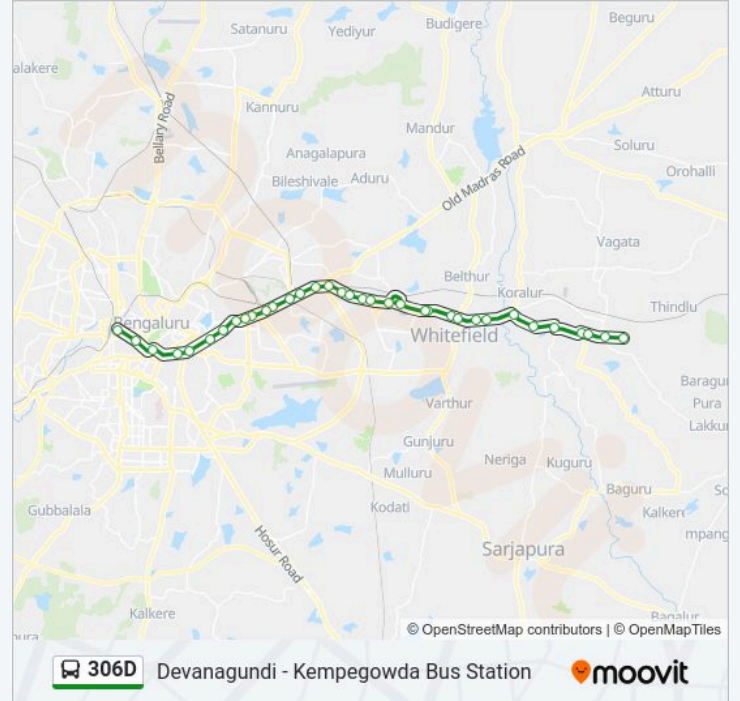 Satanuru
Yediyur
Budigere
Beguru
alakere
Bellary Road
Kannuru
Atturu
Mandur
Anagalapura
Soluru
Bileshivale
Aduru
Orohalli
Old Madras Road
Vagata
Belthur
Koralur
Thindlu
Bengaluru
Whitefield
Baragur
Varthur
Pura
Lakkur
Gunjuru
Neriga
Kuguru
Mulluru
Baguru
Gubbalala
Kodatl
Kalkere
mpang
Hosur Road
Sarjapura
Kalkere
Bagalur
© OpenStreetMap contributors | © OpenMapTiles
306D Devanagundi - Kempegowda Bus Station
moovit